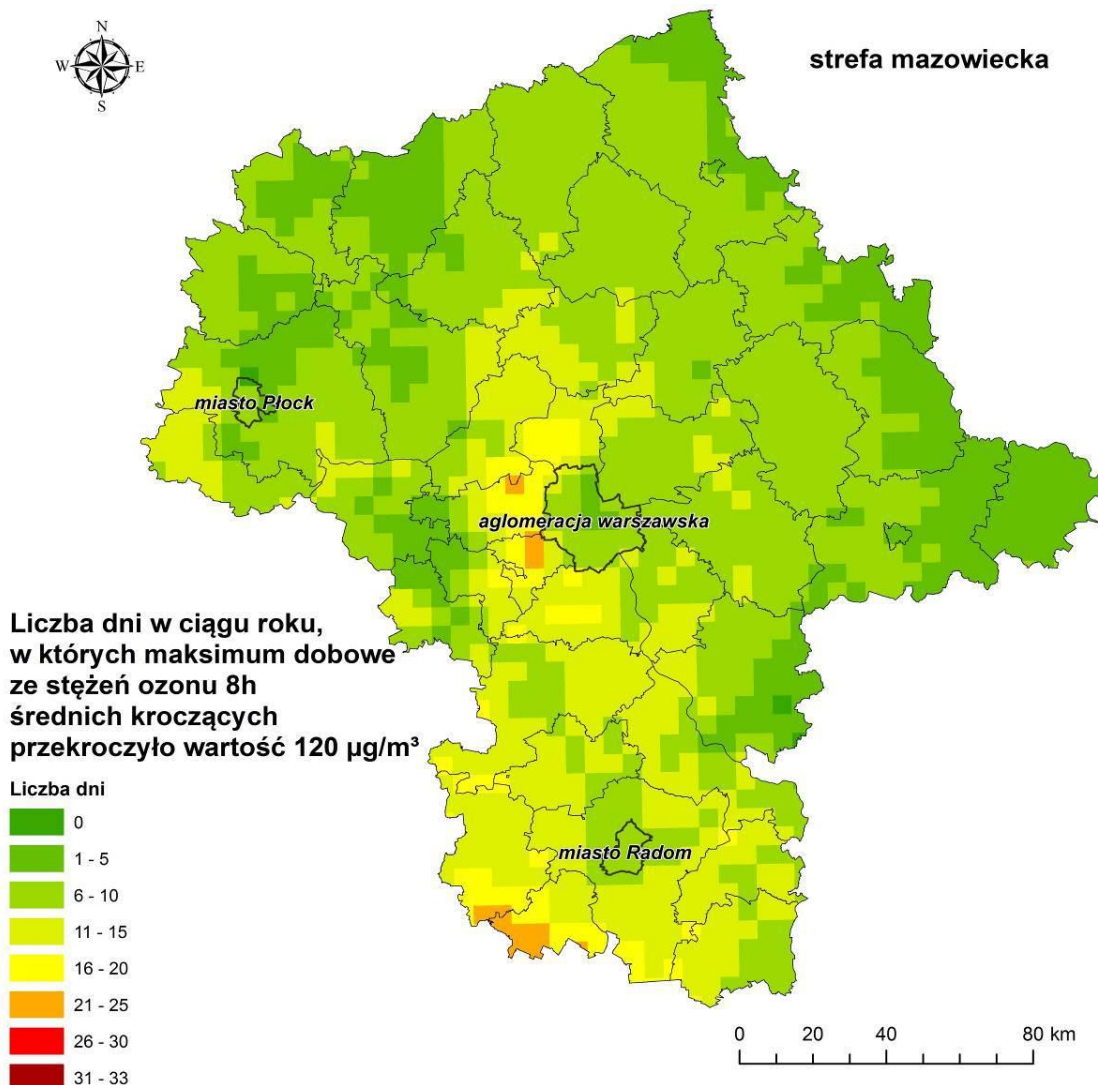 N
W E
S
strefa mazowiecka
miasto Płock
aglomeracja warszawska
Liczba dni w ciągu roku,
w których maksimum dobowe
ze stężeń ozonu 8h
średnich kroczących
przekroczyło wartość 120 µg/m³
Liczba dni
0
1 - 5
6 - 10
11 - 15
16 - 20
21 - 25
26 - 30
31 - 33
miasto Radom
0 20 40 80 km